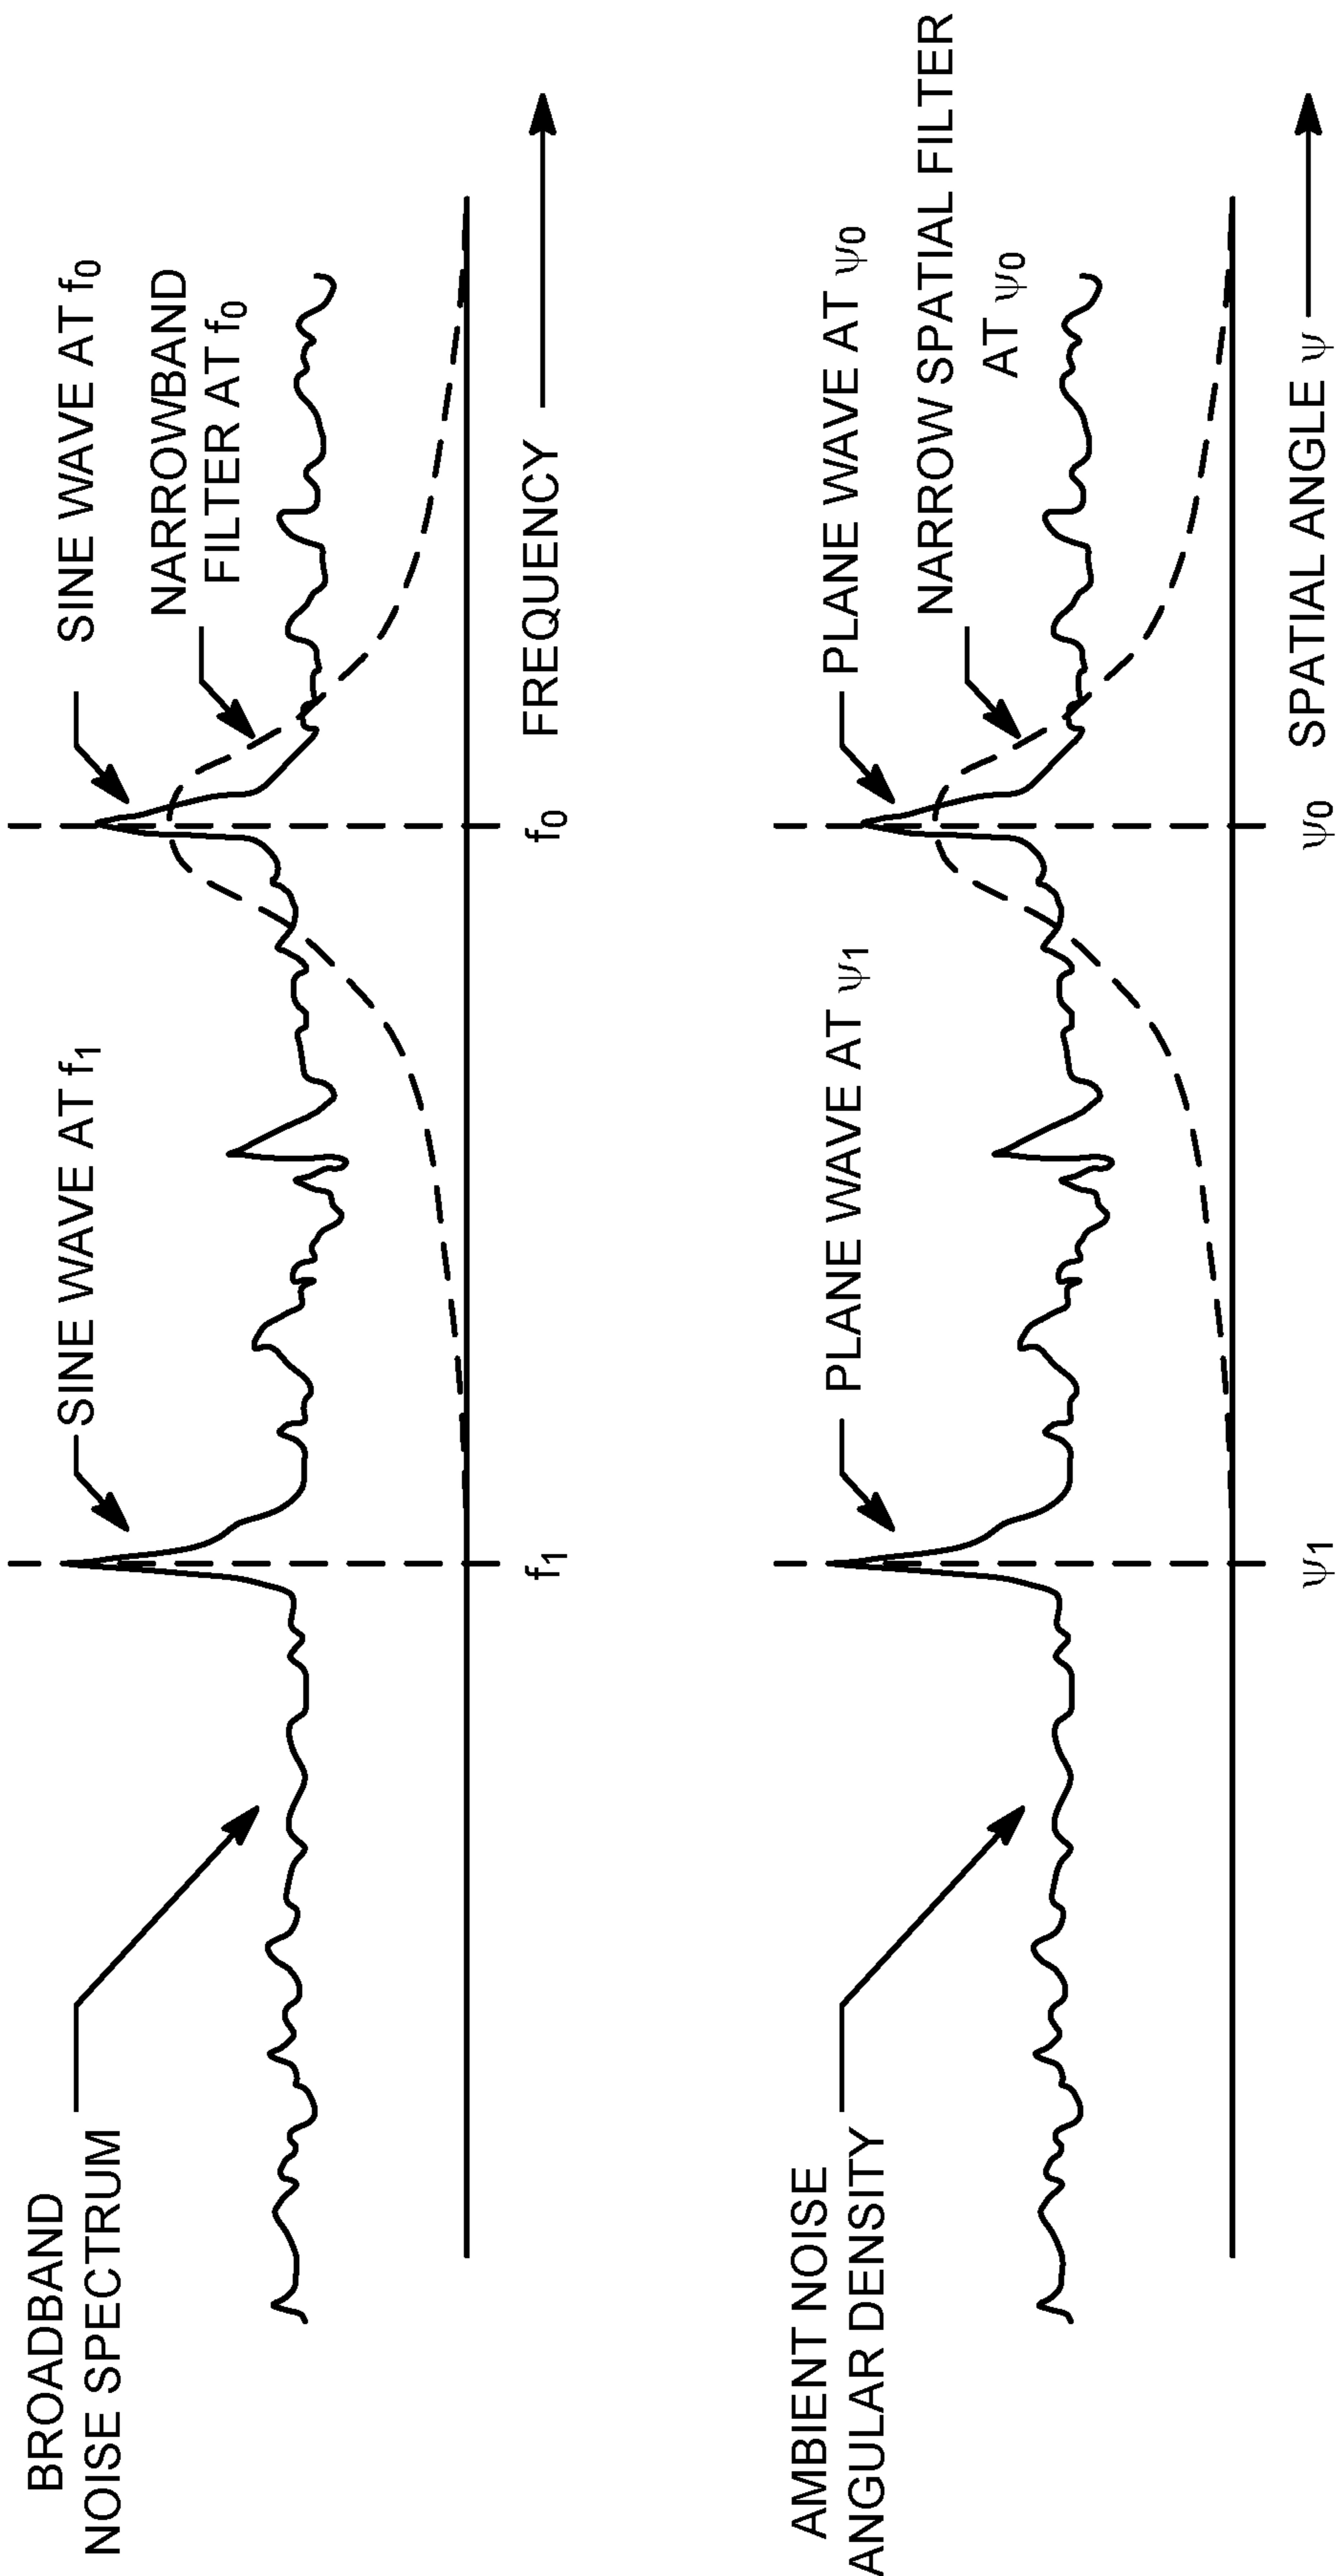 BROADBAND
NOISE SPECTRUM
SINE WAVE AT f1
SINE WAVE AT f0
NARROWBAND
FILTER AT f0
f1
f0
FREQUENCY
AMBIENT NOISE
ANGULAR DENSITY
PLANE WAVE AT ψ1
PLANE WAVE AT ψ0
NARROW SPATIAL FILTER
AT ψ0
ψ1
ψ0
SPATIAL ANGLE ψ